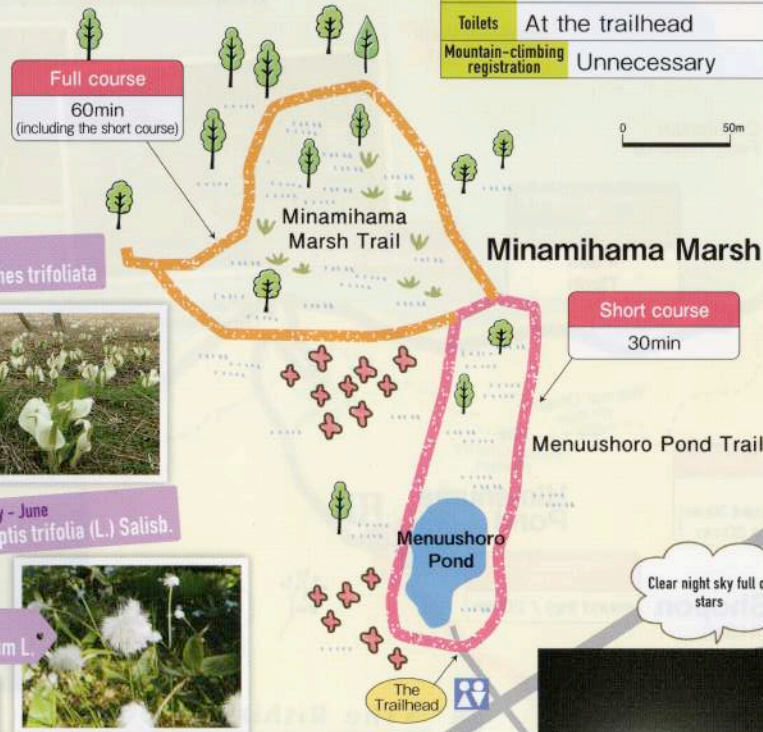 Toilets At the trailhead
Mountain-climbing
registration Unnecessary
Full course
60min
(including the short course)
0 50m
Minamihama
Marsh Trail
Minamihama Marsh
trifoliata
Short course
30min
Menuushoro Pond Trail
- June
trifolia (L.) Salisb.
Menuushoro
Pond
Clear night sky full
stars
L.
The
Trailhead